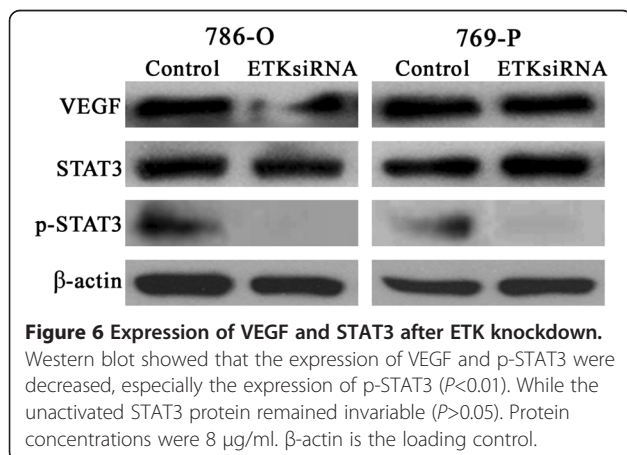 786-O 769-P
Control ETKsiRNA Control ETKsiRNA
VEGF
STAT3
p-STAT3
β-actin
Figure 6 Expression of VEGF and STAT3 after ETK knockdown.
Western blot showed that the expression of VEGF and p-STAT3 were
decreased, especially the expression of p-STAT3 (P<0.01). While the
unactivated STAT3 protein remained invariable (P>0.05). Protein
concentrations were 8 μg/ml. β-actin is the loading control.